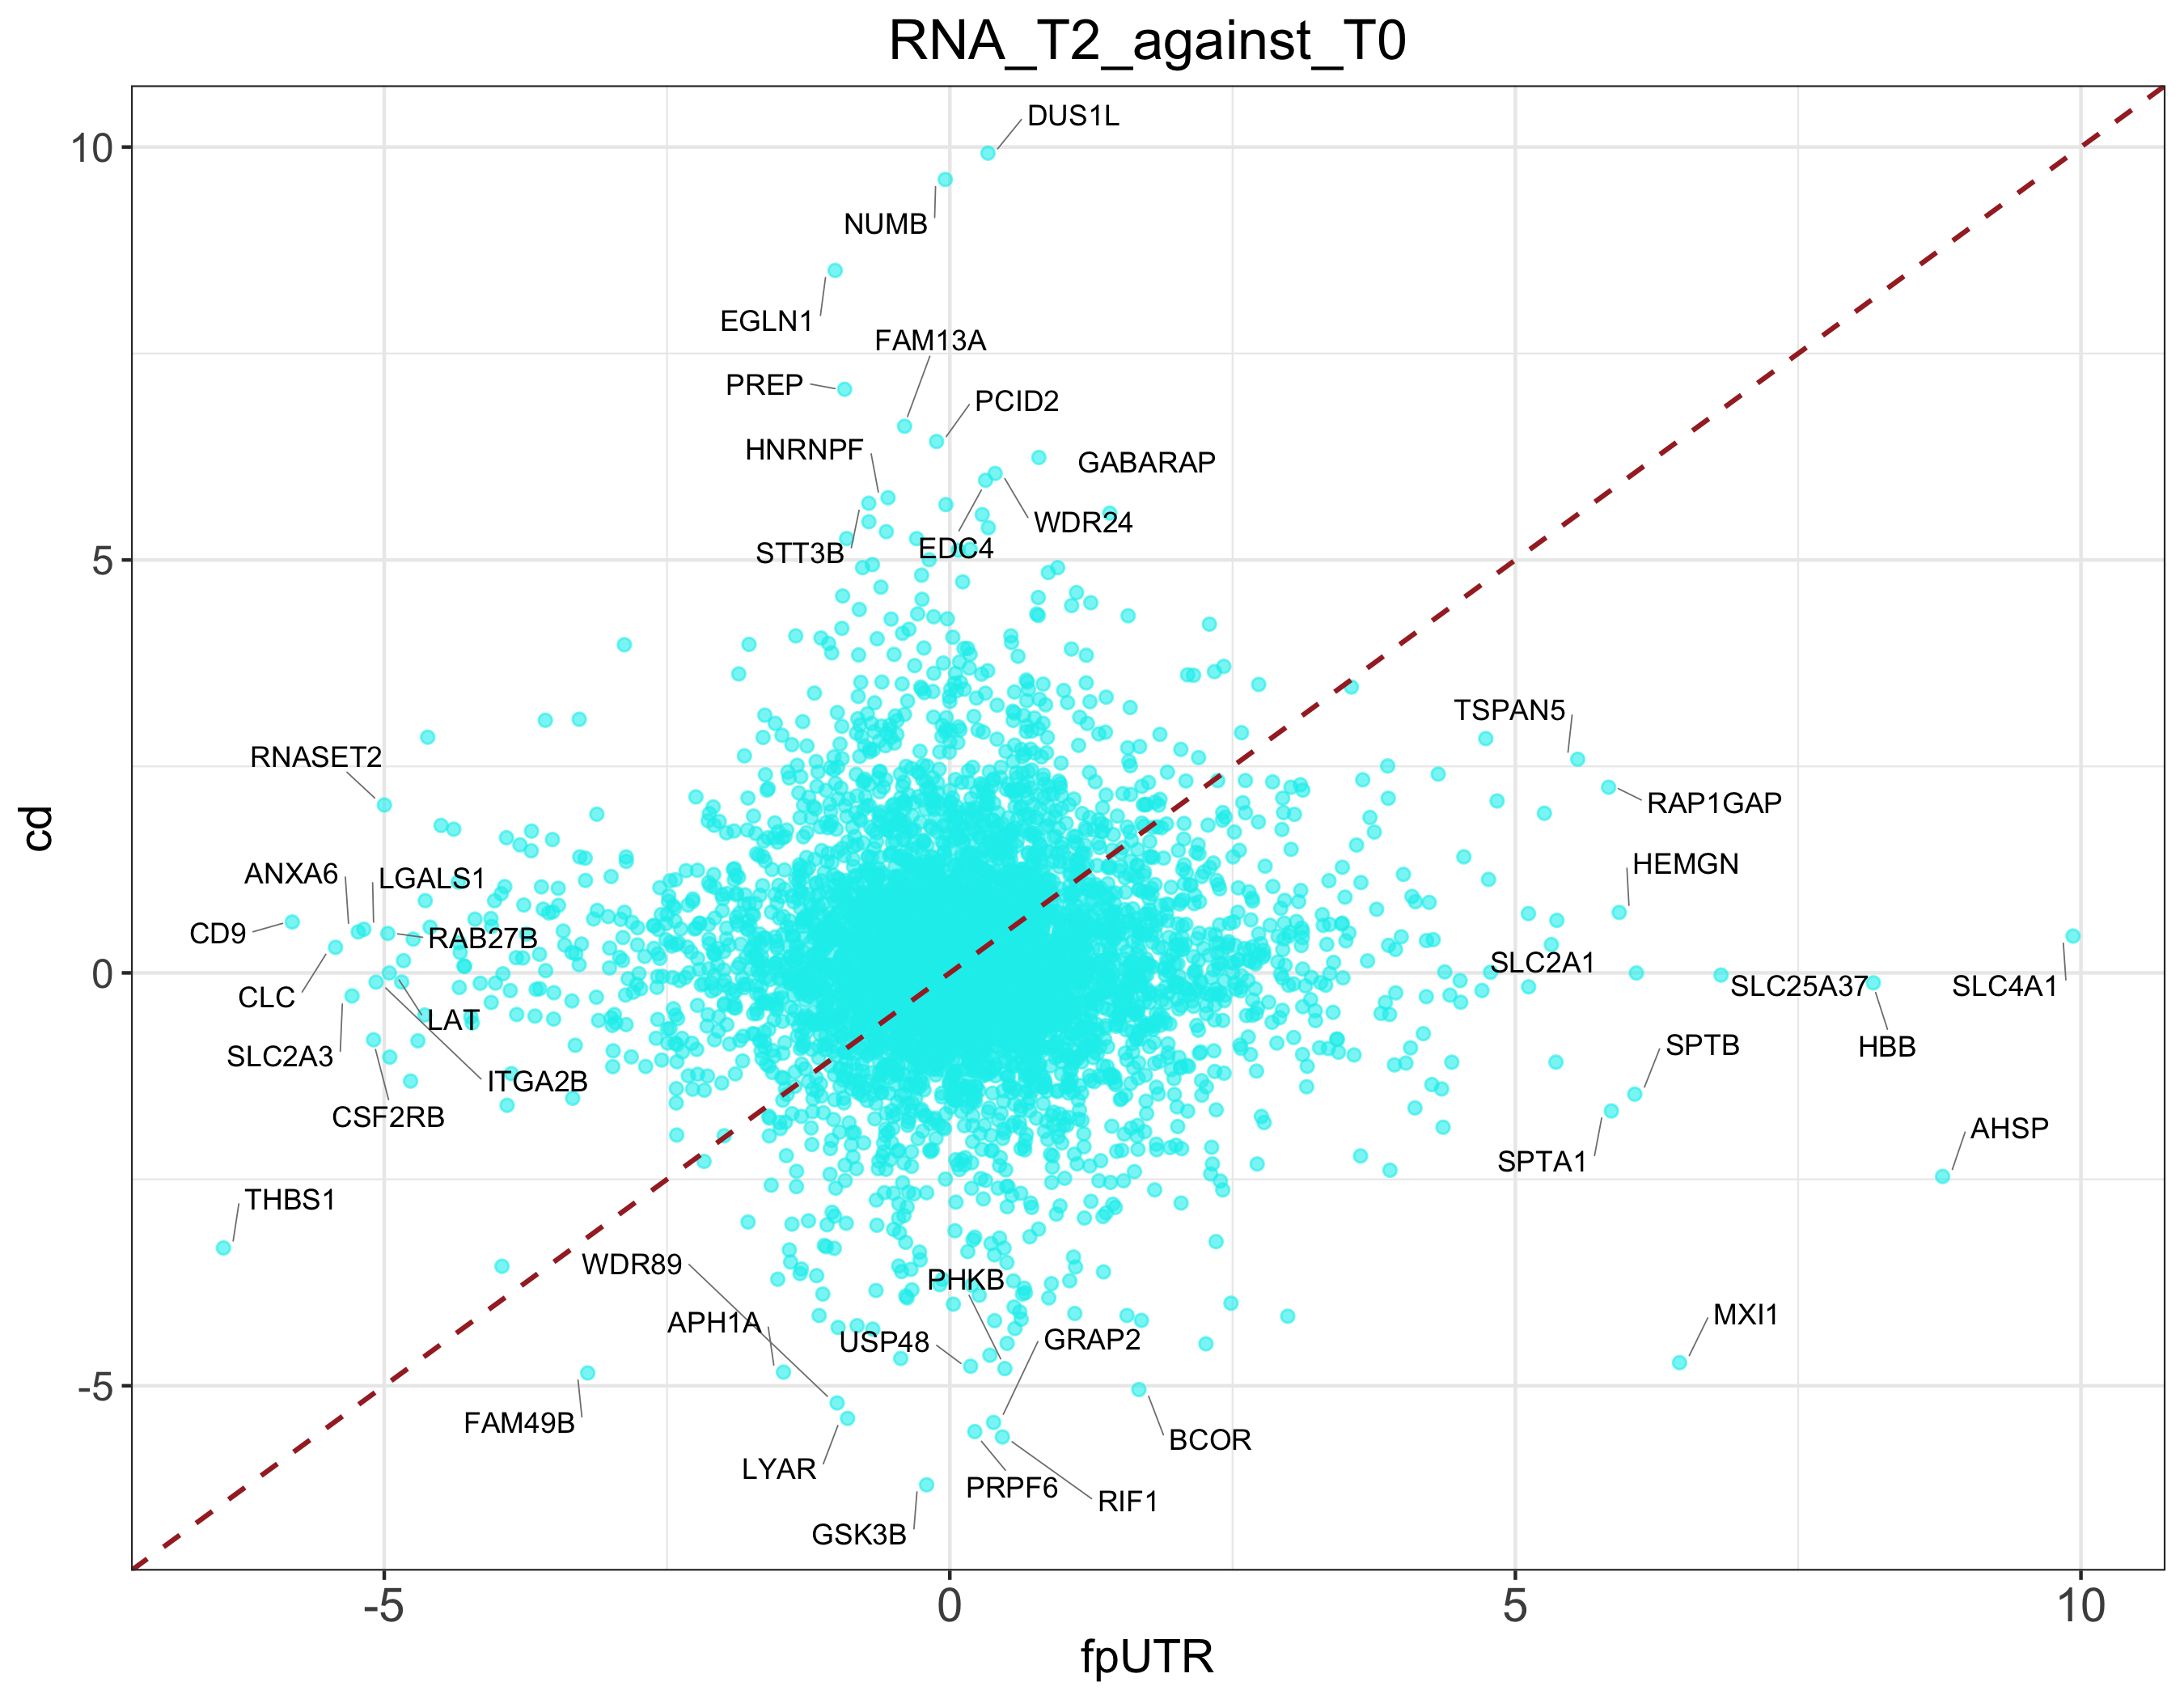 RNA_T2_against_T0
DUS1L
10
NUMB
EGLN1
FAM13A
PREP
PCID2
HNRNPF
GABARAP
WDR24
EDC4
STT3B
5
TSPAN5
RNASET2
RAP1GAP
cd
HEMGN
ANXA6
LGALS1
CD9
RAB27B
SLC2A1
0
SLC25A37
SLC4A1
CLC
LAT
SPTB
HBB
SLC2A3
ITGA2B
CSF2RB
AHSP
SPTA1
THBS1
WDR89
PHKB
MXI1
APH1A
USP48
GRAP2
-5
FAM49B
BCOR
LYAR
PRPF6
RIF1
GSK3B
-5 0 5 10
fpUTR